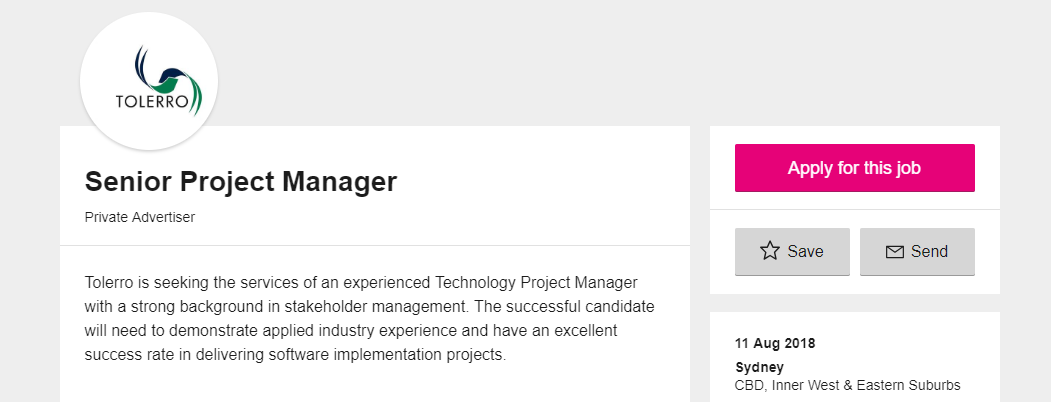 TOLERRO
Senior Project Manager
Private Advertiser
Tolerro is seeking the services of an experienced Technology Project Manager
with a strong background in stakeholder management. The successful candidate
will need to demonstrate applied industry experience and have an excellent
success rate in delivering software implementation projects.
Apply for this job
Save
Send
11 Aug 2018
Sydney
CBD, Inner West & Eastern Suburbs